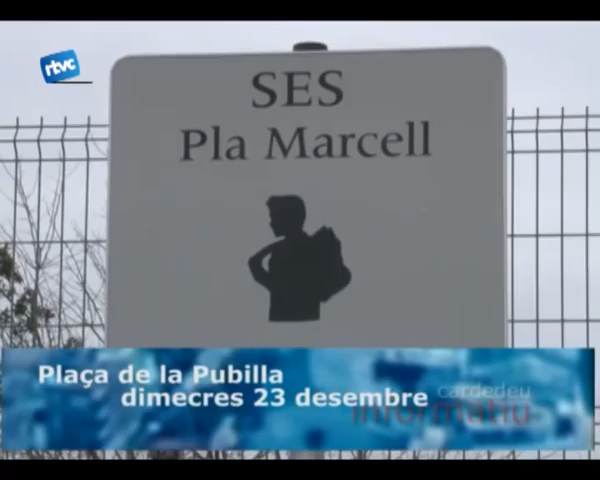 rtvc
SES
Pla Marcell
Plaça de la Pubilla
dimecres 23 desembre
cardedeu
informatiu